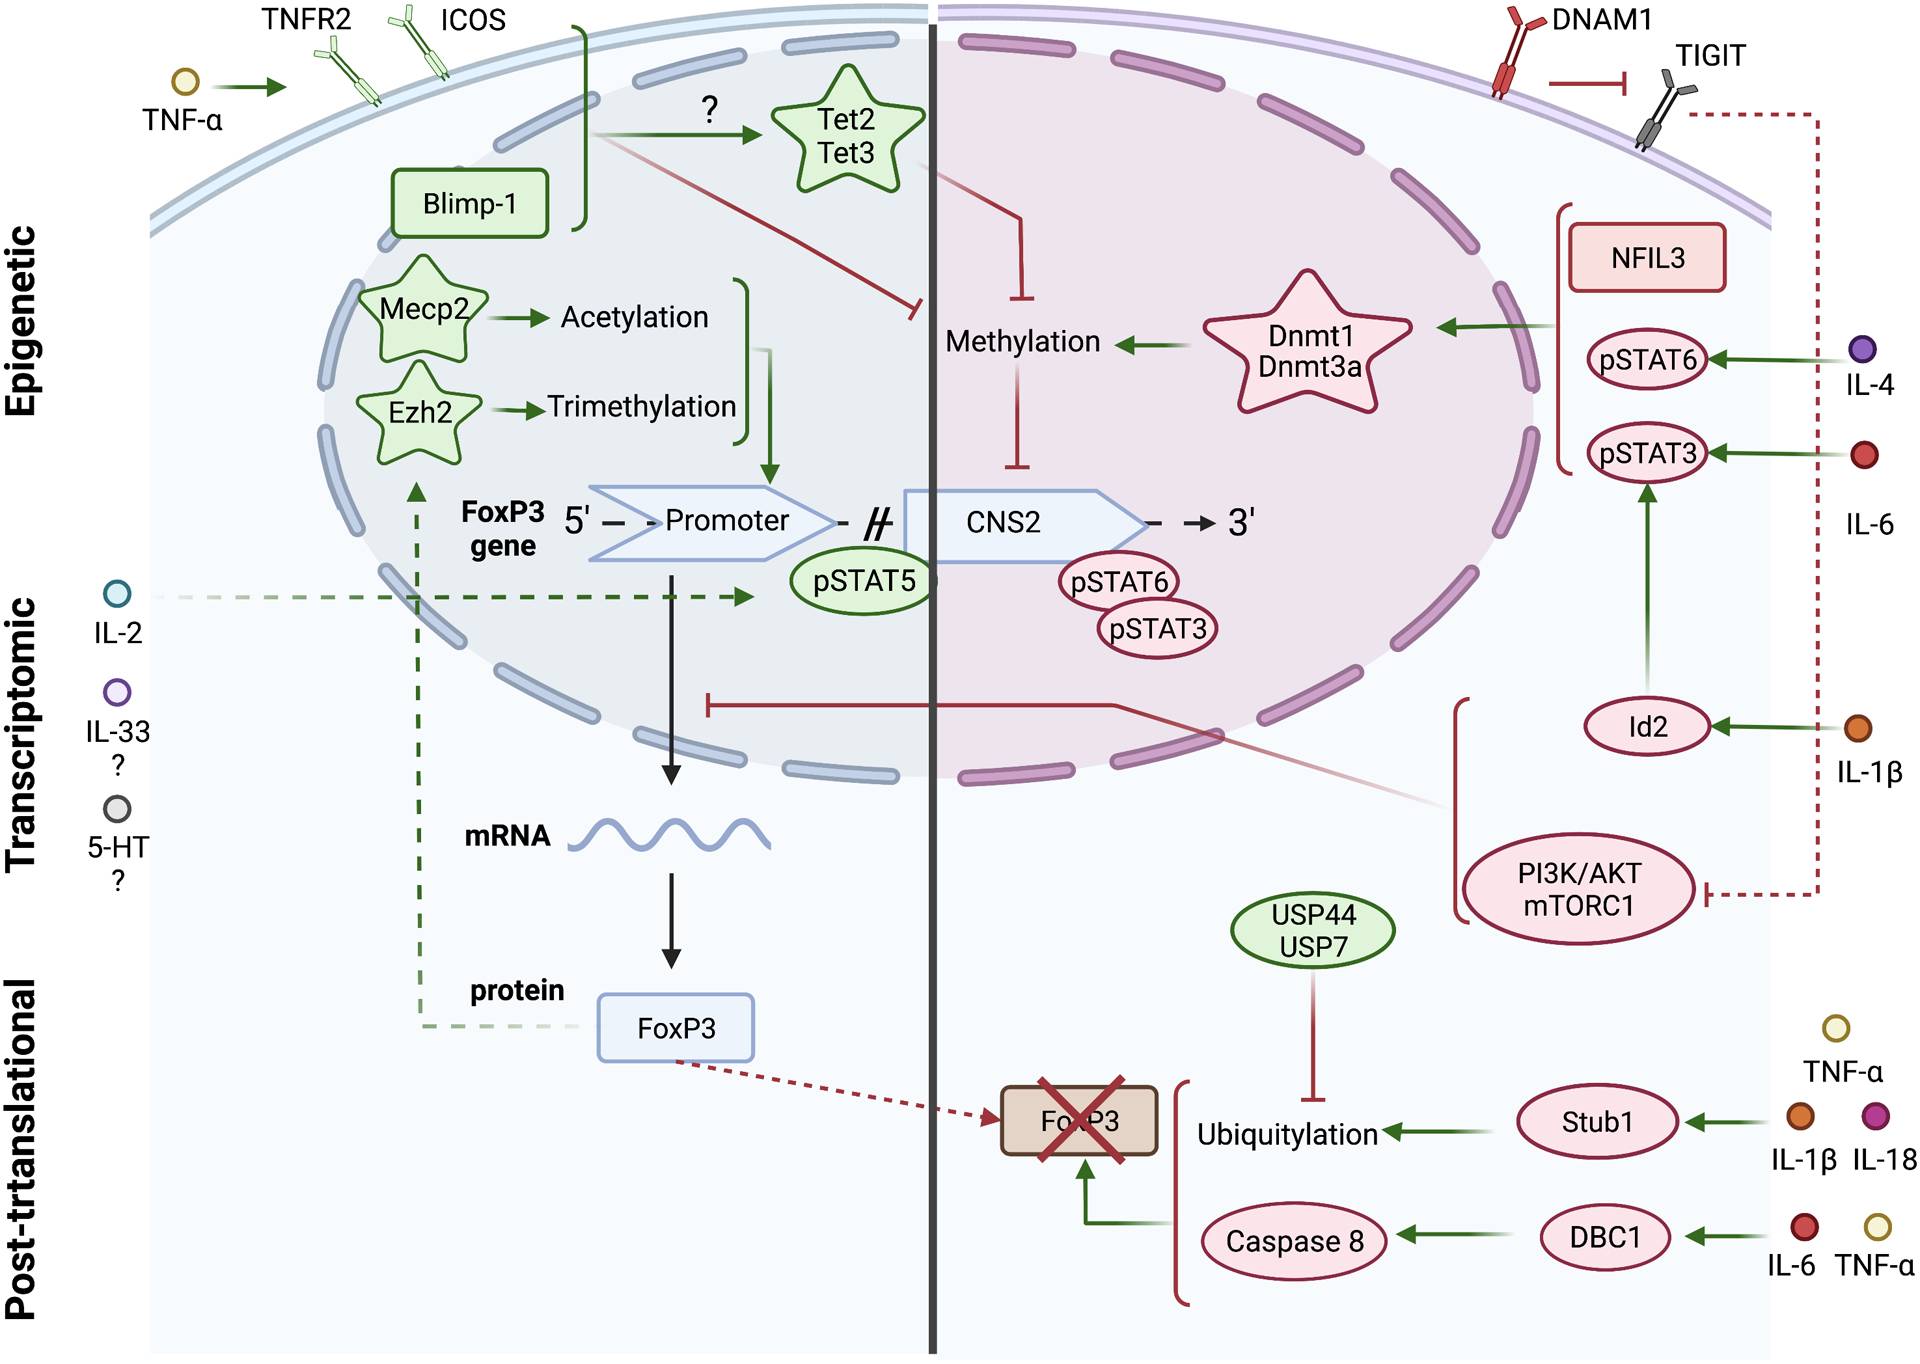 TNFR2
ICOS
TNF-α
?
Tet2
Tet3
Blimp-1
Mecp2
Acetylation
Ezh2
Trimethylation
DNAM1
TIGIT
NFIL3
Methylation
Dnmt1
Dnmt3a
pSTAT6
IL-4
pSTAT3
IL-6
Epigenetic
FoxP3
gene
5'
Promoter
//
CNS2
3'
pSTAT5
pSTAT6
pSTAT3
IL-2
IL-33
?
5-HT
?
Transcriptomic
Id2
IL-1β
PI3K/AKT
mTORC1
mRNA
protein
FoxP3
USP44
USP7
Post-trtanslational
FoxP3
Ubiquitylation
Stub1
TNF-α
IL-1β
IL-18
Caspase 8
DBC1
IL-6
TNF-α